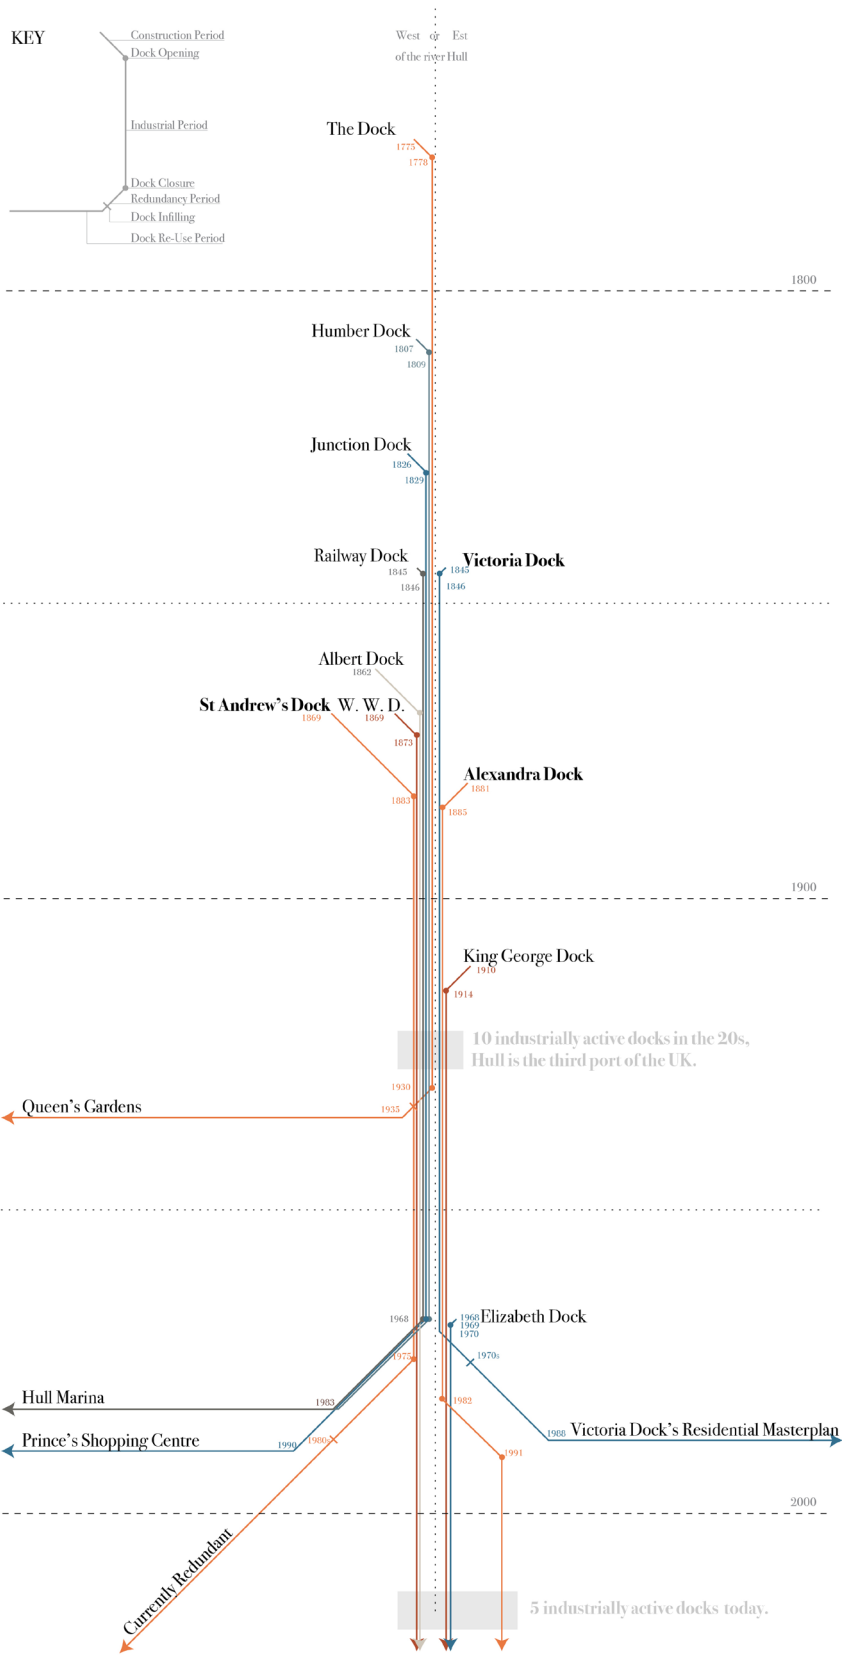 KEY
Construction Period
Dock Opening
Industrial Period
Dock Closure
Redundancy Period
Dock Infilling
Dock Re-Use Period
West or Est
of the river Hull
The Dock
1775
1778
1800
Humber Dock
1807
1809
Junction Dock
1826
1829
Railway Dock
1845
1846
Victoria Dock
1845
1846
Albert Dock
1862
St Andrew's Dock
1869
W. W. D.
1869
1873
1883
Alexandra Dock
1881
1885
1900
King George Dock
1910
1914
10 industrially active docks in the 20s,
Hull is the third port of the UK.
1930
1935
Queen's Gardens
1968
1968
1969
1970
Elizabeth Dock
1975
1970s
Hull Marina
1983
1982
Prince's Shopping Centre
1990
1980s
1988
Victoria Dock's Residential Masterplan
1991
2000
Currently Redundant
5 industrially active docks today.